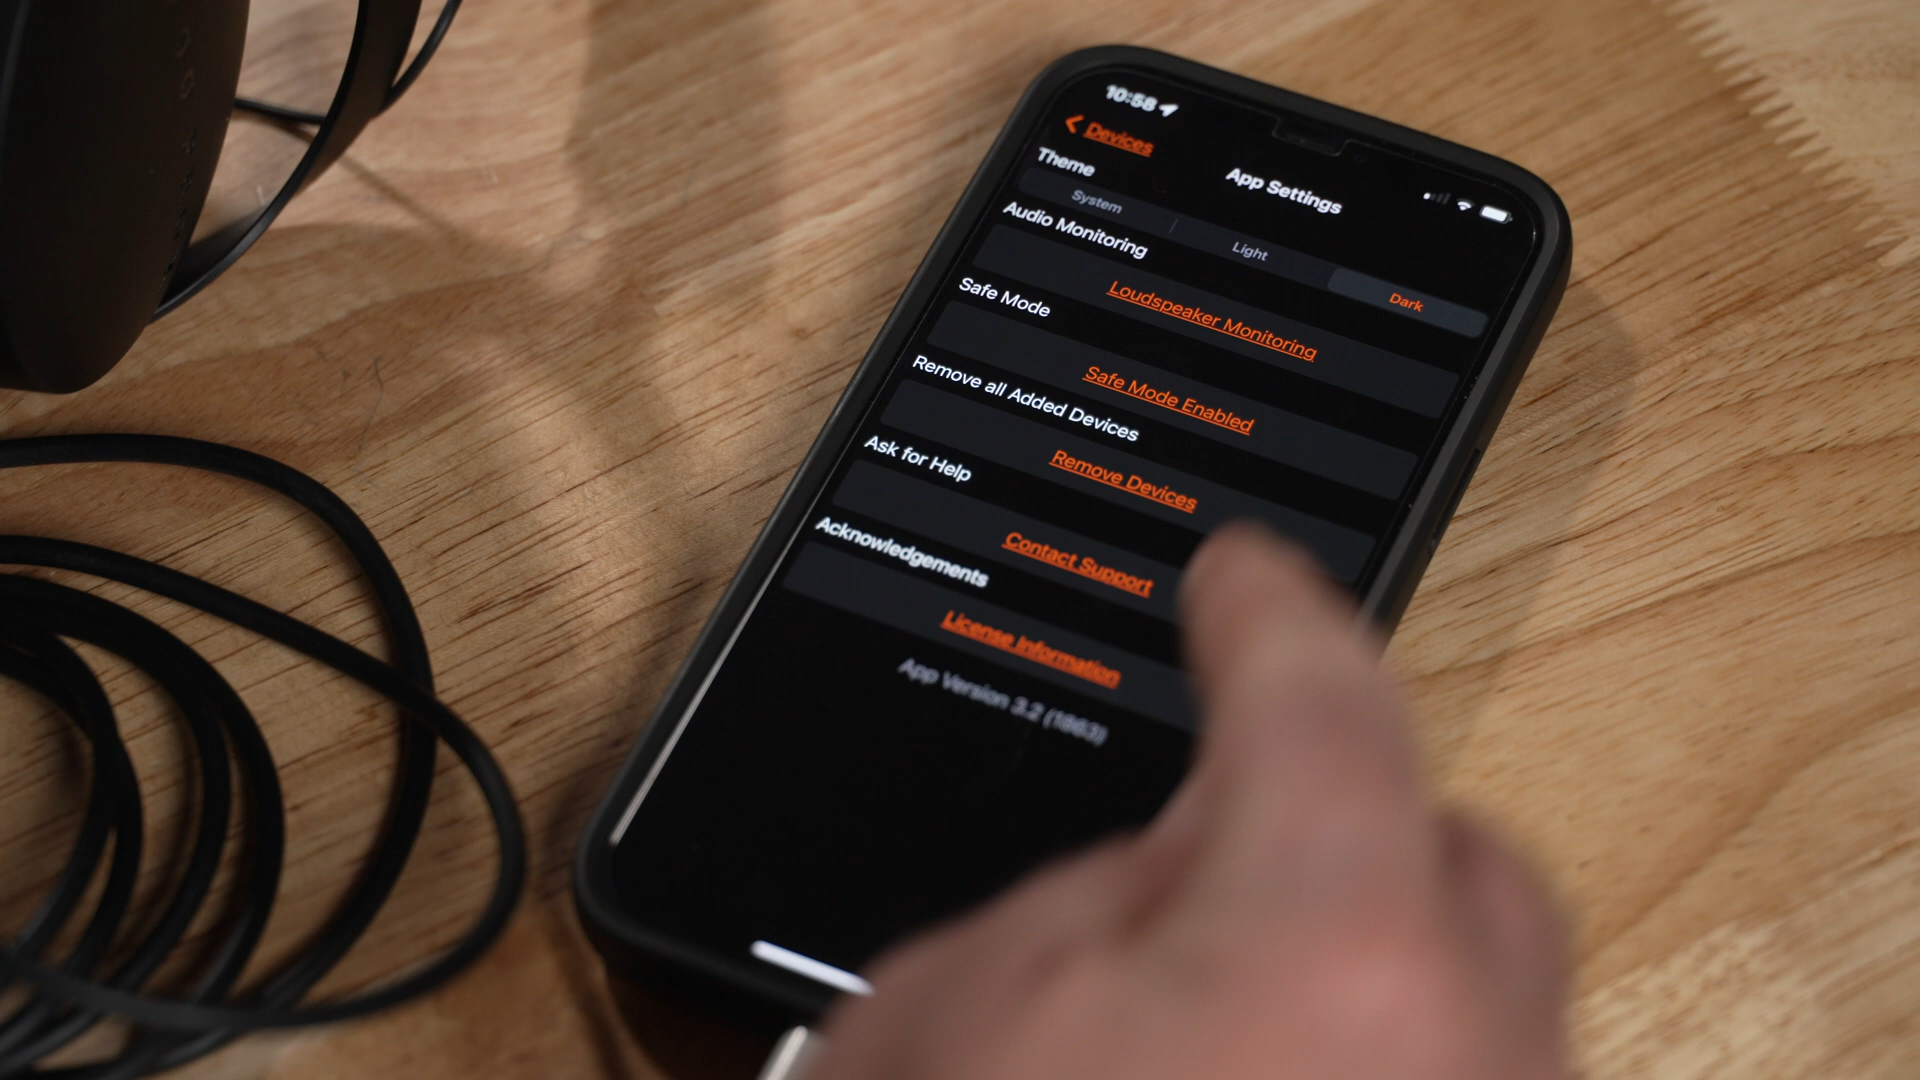 10:58
Devices
App Settings
Theme
System
Light
Dark
Audio Monitoring
Loudspeaker Monitoring
Safe Mode
Safe Mode Enabled
Remove all Added Devices
Remove Devices
Ask for Help
Contact Support
Acknowledgements
License Information
App Version 3.2 (1863)